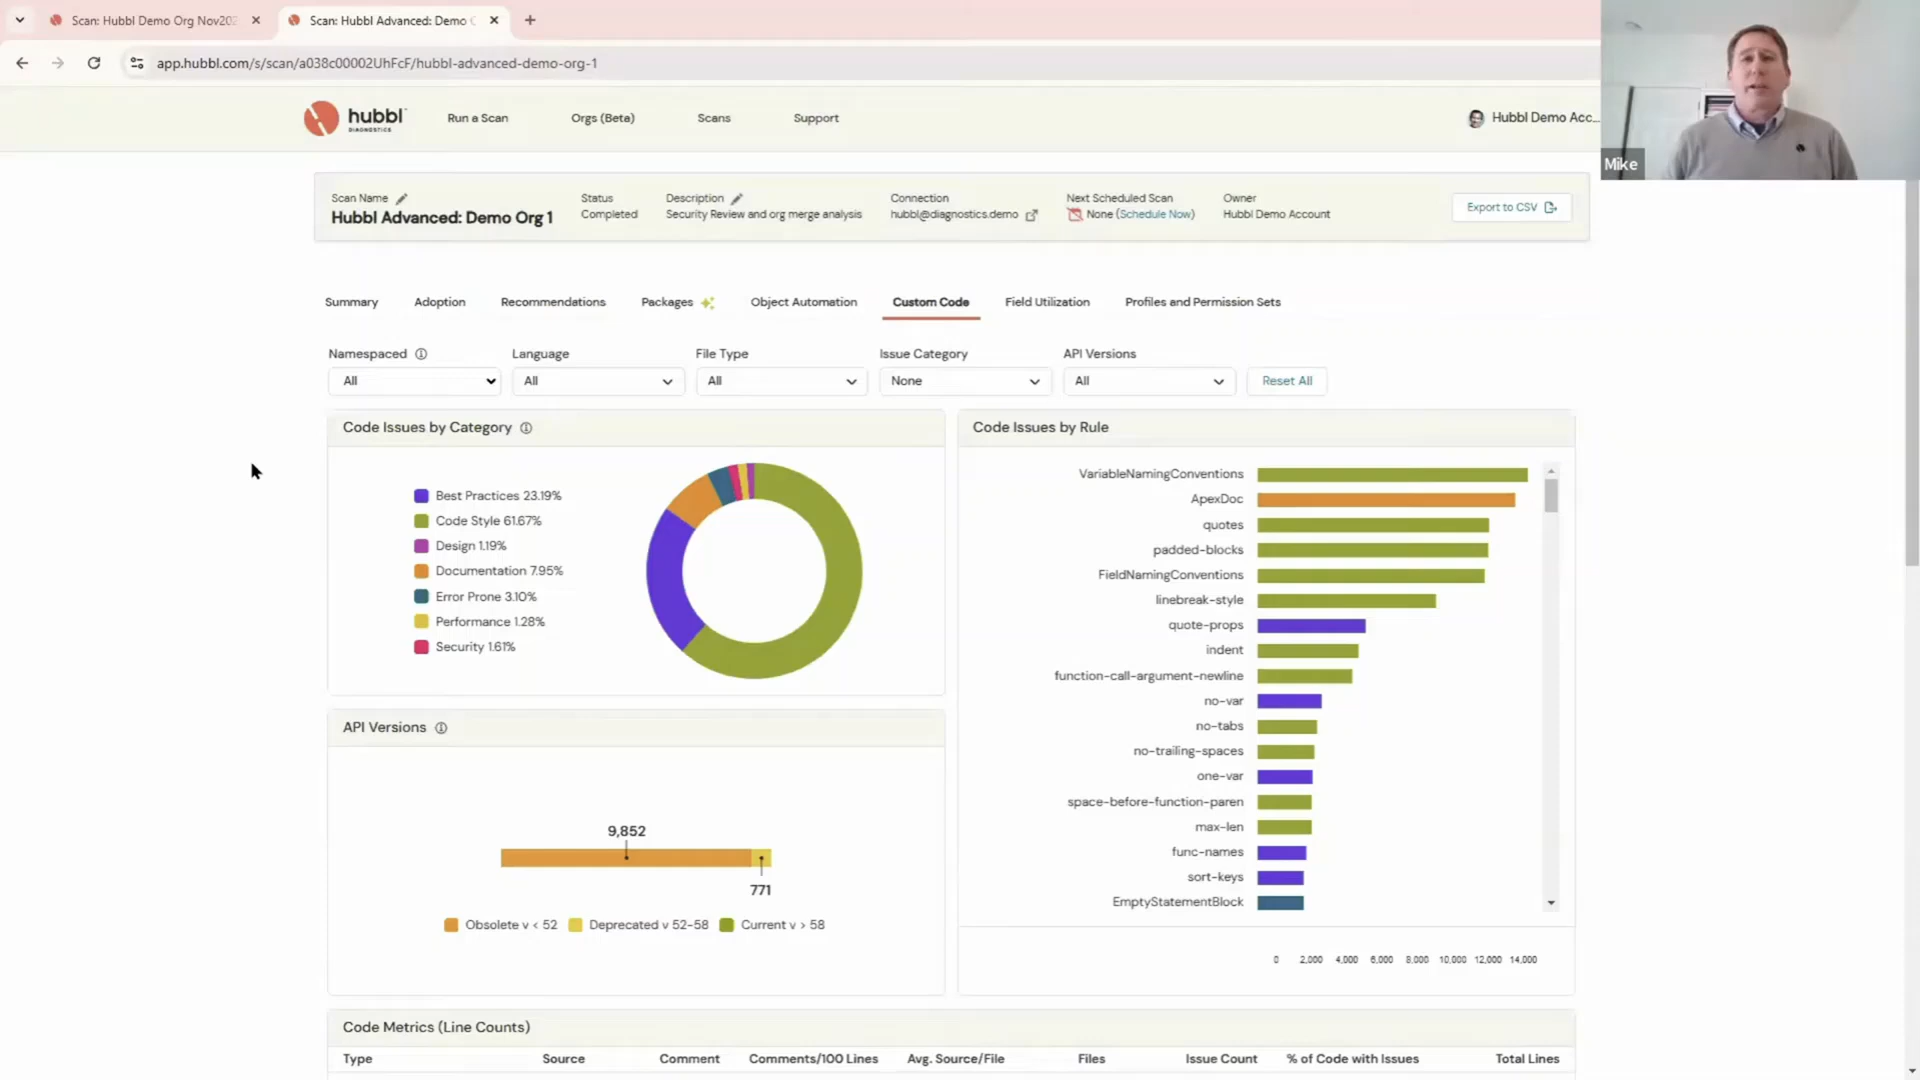 Scan: Hubbl Demo Org Nov202
Scan: Hubbl Advanced: Demo
app.hubbl.com/s/scan/a038c00002UhFcF/hubbl-advanced-demo-org-1
Mike
hubbl
DIAGNOSTICS
Run a Scan
Orgs (Beta)
Scans
Support
Hubbl Demo Acc...
Scan Name
Hubbl Advanced: Demo Org 1
Status
Completed
Description
Security Review and org merge analysis
Connection
hubbl@diagnostics.demo
Next Scheduled Scan
None (Schedule Now)
Owner
Hubbl Demo Account
Export to CSV
Summary
Adoption
Recommendations
Packages
Object Automation
Custom Code
Field Utilization
Profiles and Permission Sets
Namespaced
All
Language
All
File Type
All
Issue Category
None
API Versions
All
Reset All
Code Issues by Category
Best Practices 23.19%
Code Style 61.67%
Design 1.19%
Documentation 7.95%
Error Prone 3.10%
Performance 1.28%
Security 1.61%
Code Issues by Rule
VariableNamingConventions
ApexDoc
quotes
padded-blocks
FieldNamingConventions
linebreak-style
quote-props
indent
function-call-argument-newline
no-var
no-tabs
no-trailing-spaces
one-var
space-before-function-paren
max-len
func-names
sort-keys
EmptyStatementBlock
0 2,000 4,000 6,000 8,000 10,000 12,000 14,000
API Versions
9,852
771
Obsolete v < 52
Deprecated v 52-58
Current v > 58
Code Metrics (Line Counts)
Type Source Comment Comments/100 Lines Avg. Source/File Files Issue Count % of Code with Issues Total Lines